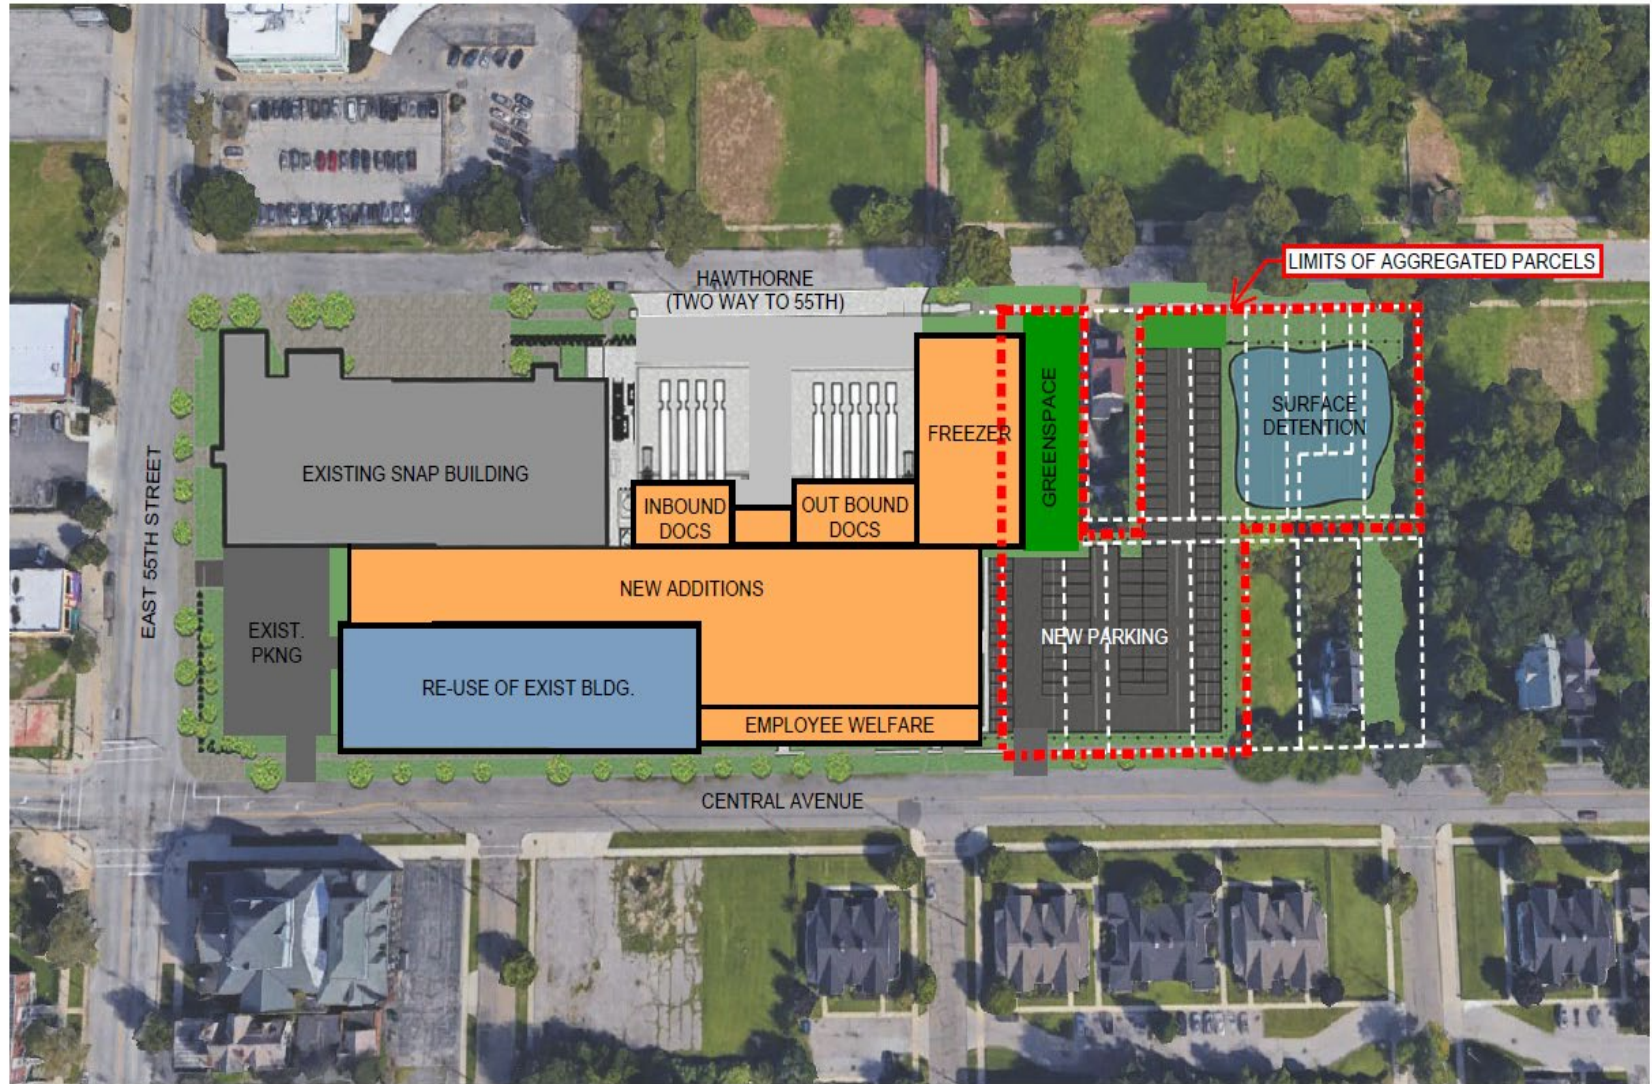 LIMITS OF AGGREGATED PARCELS
HAWTHORNE
(TWO WAY TO 55TH)
EAST 55TH STREET
EXISTING SNAP BUILDING
INBOUND
DOCS
OUT BOUND
DOCS
FREEZER
GREENSPACE
SURFACE
DETENTION
NEW ADDITIONS
EXIST.
PKNG
RE-USE OF EXIST BLDG.
EMPLOYEE WELFARE
NEW PARKING
CENTRAL AVENUE